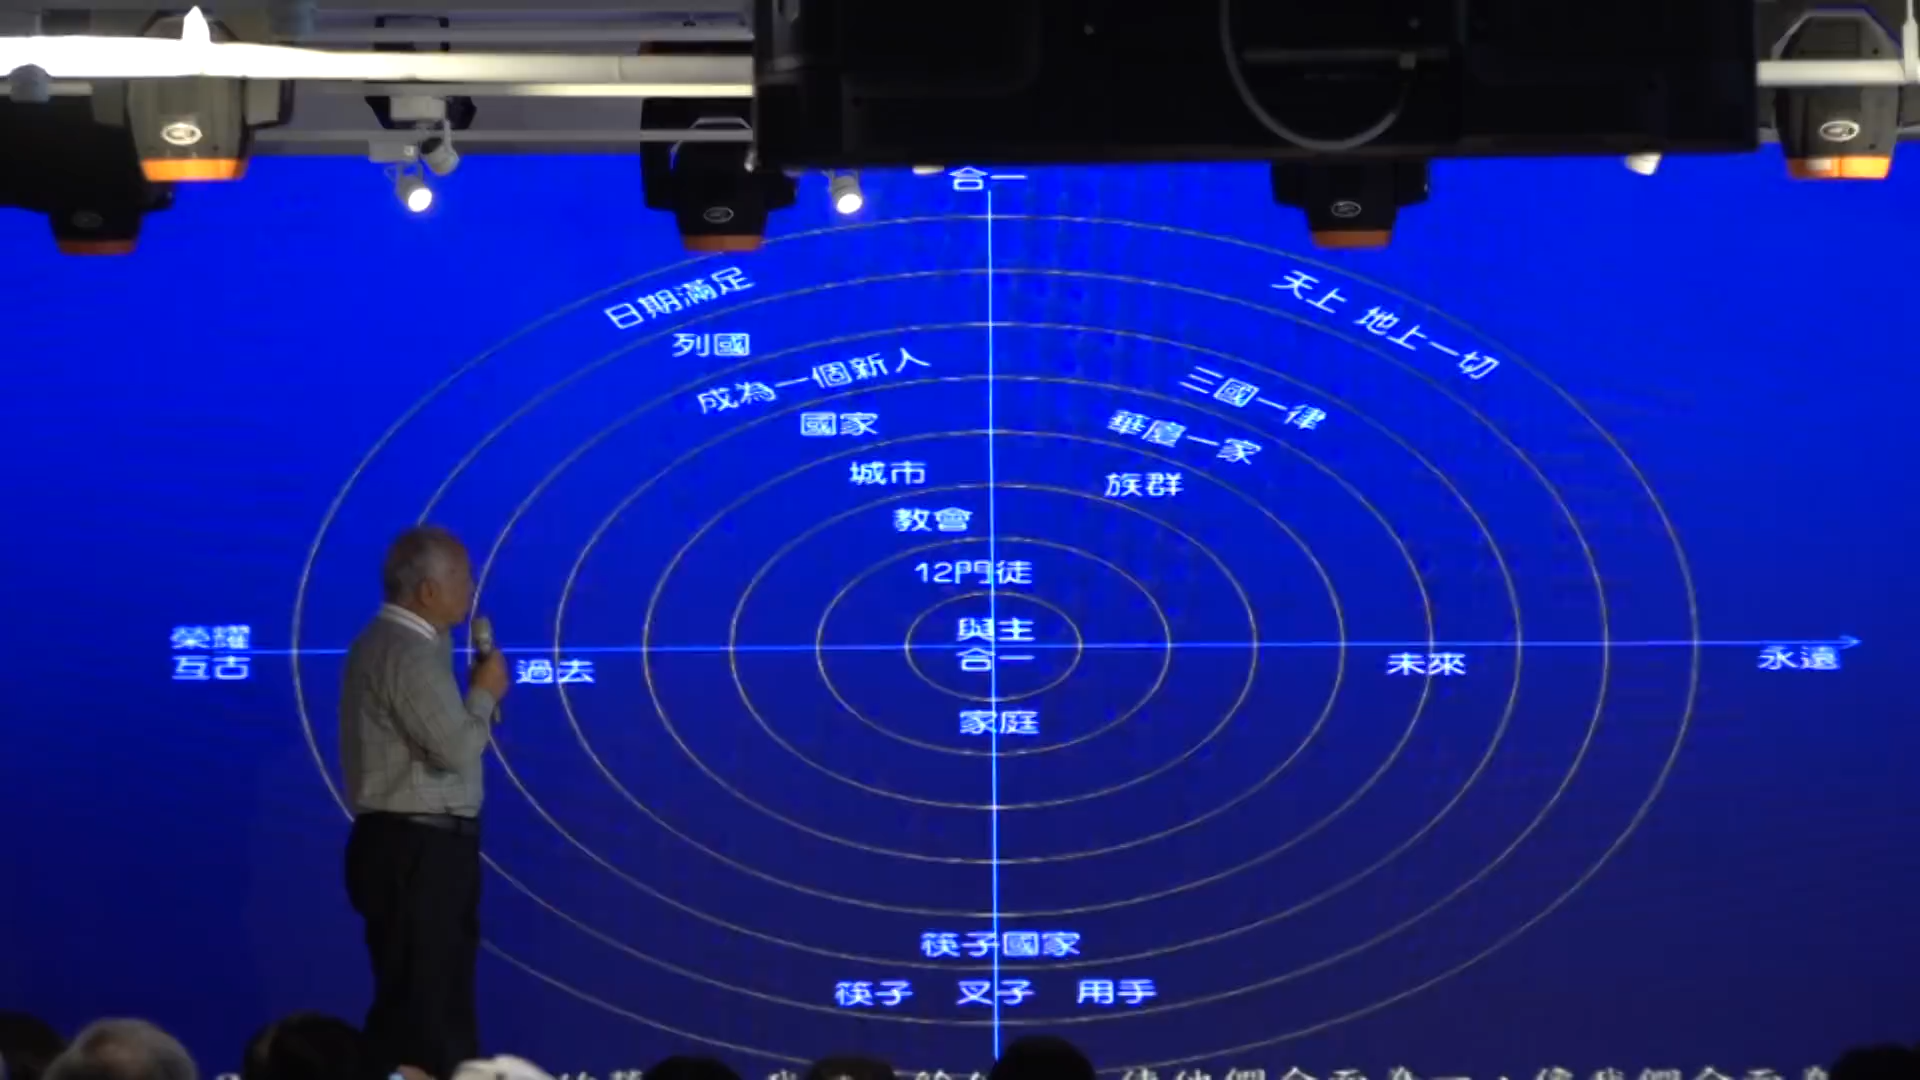 合一
日期滿足
天上 地上一切
列國
成為一個新人
三國一律
國家
華廈一家
城市
族群
教會
12門徒
與主
合一
榮耀
亙古
過去
未來
永遠
家庭
筷子國家
筷子 叉子 用手